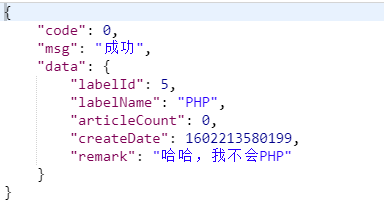 {
    "code": 0,
    "msg": "成功",
    "data": {
        "labelId": 5,
        "labelName": "PHP",
        "articleCount": 0,
        "createDate": 1602213580199,
        "remark": "哈哈，我不会PHP"
    }
}